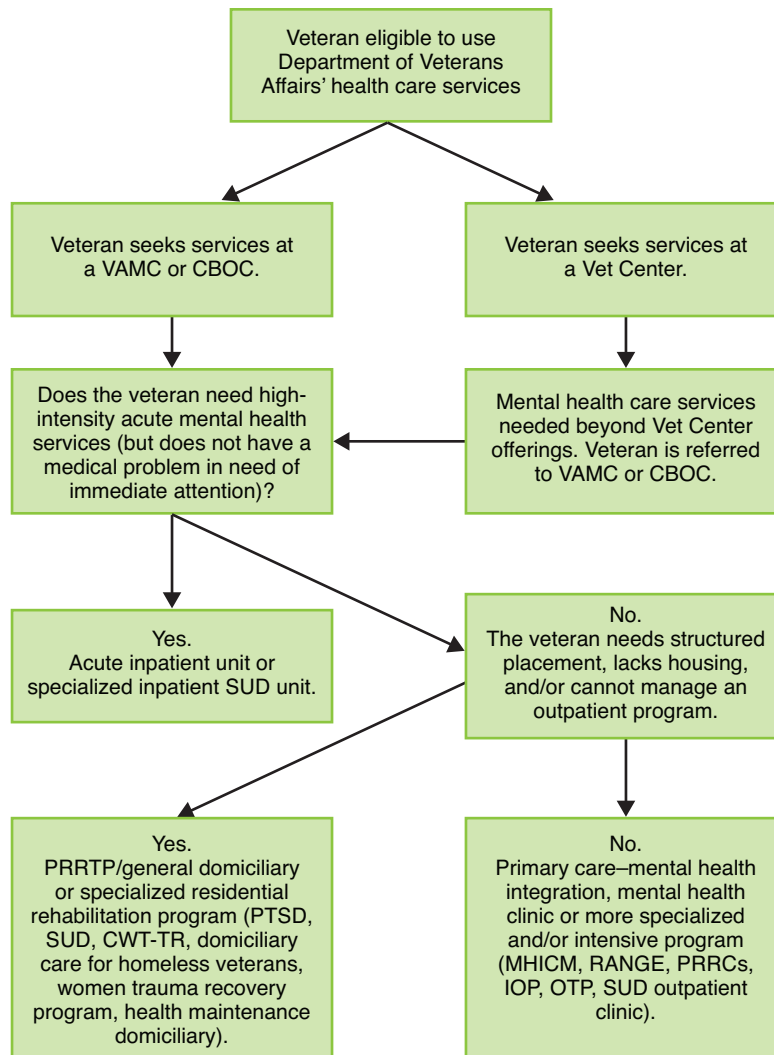 Veteran eligible to use
Department of Veterans
Affairs’ health care services
Veteran seeks services at
a VAMC or CBOC.
Veteran seeks services at
a Vet Center.
Does the veteran need high-
intensity acute mental health
services (but does not have a
medical problem in need of
immediate attention)?
Mental health care services
needed beyond Vet Center
offerings. Veteran is referred
to VAMC or CBOC.
Yes.
Acute inpatient unit or
specialized inpatient SUD unit.
No.
The veteran needs structured
placement, lacks housing,
and/or cannot manage an
outpatient program.
Yes.
PRRTP/general domiciliary
or specialized residential
rehabilitation program (PTSD,
SUD, CWT-TR, domiciliary
care for homeless veterans,
women trauma recovery
program, health maintenance
domiciliary).
No.
Primary care–mental health
integration, mental health
clinic or more specialized
and/or intensive program
(MHICM, RANGE, PRRCs,
IOP, OTP, SUD outpatient
clinic).